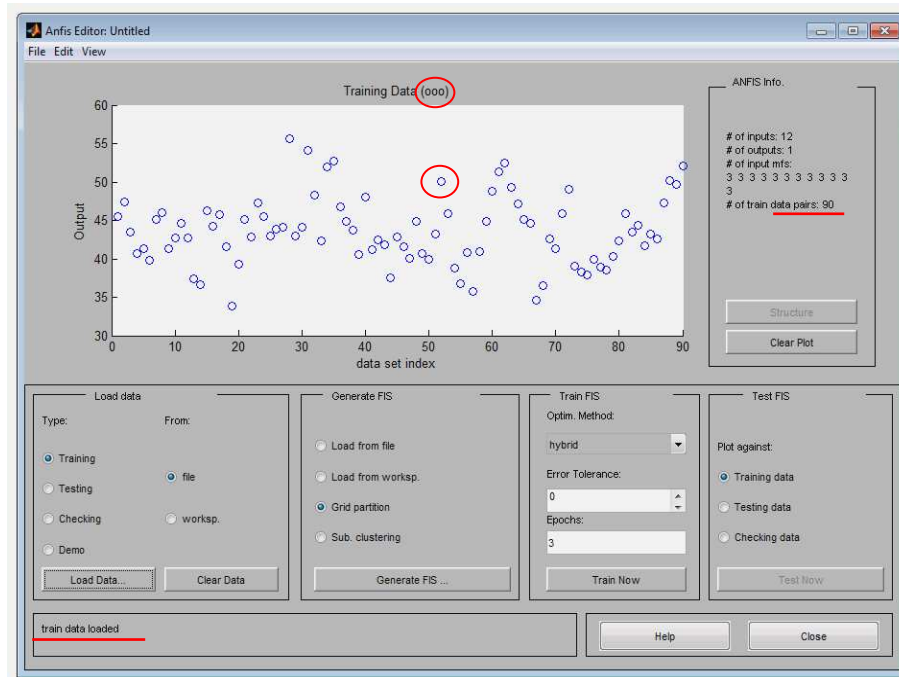 Anfis Editor: Untitled
File Edit View
Training Data (ooo)
60
55
50
45
40
35
30
Output
0 10 20 30 40 50 60 70 80 90
data set index
ANFIS Info.
# of inputs: 12
# of outputs: 1
# of input mfs:
3 3 3 3 3 3 3 3 3 3 3
3
# of train data pairs: 90
Structure
Clear Plot
Load data
Type:
From:
Training
Testing
Checking
Demo
file
worksp.
Load Data...
Clear Data
Generate FIS
Load from file
Load from worksp.
Grid partition
Sub. clustering
Generate FIS ...
Train FIS
Optim. Method:
hybrid
Error Tolerance:
0
Epochs:
3
Train Now
Test FIS
Plot against:
Training data
Testing data
Checking data
Test Now
train data loaded
Help
Close